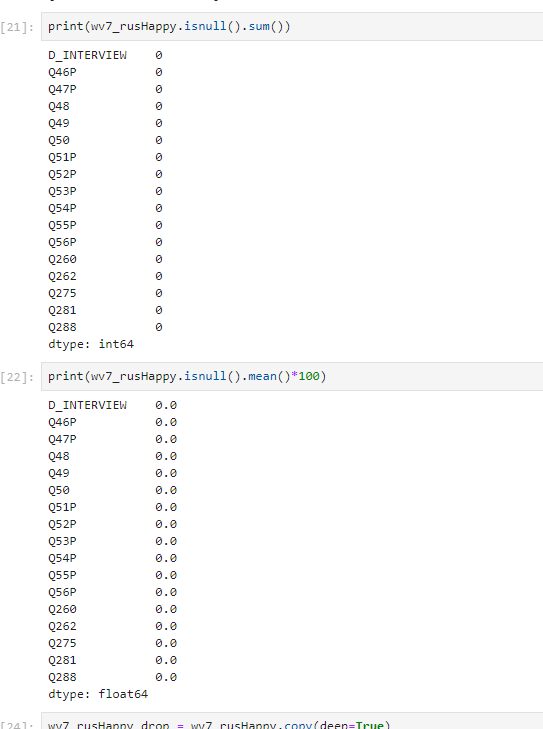 [21]: print(wv7_rusHappy.isnull().sum())
D_INTERVIEW 0
Q46P 0
Q47P 0
Q48 0
Q49 0
Q50 0
Q51P 0
Q52P 0
Q53P 0
Q54P 0
Q55P 0
Q56P 0
Q260 0
Q262 0
Q275 0
Q281 0
Q288 0
dtype: int64
[22]: print(wv7_rusHappy.isnull().mean()*100)
D_INTERVIEW 0.0
Q46P 0.0
Q47P 0.0
Q48 0.0
Q49 0.0
Q50 0.0
Q51P 0.0
Q52P 0.0
Q53P 0.0
Q54P 0.0
Q55P 0.0
Q56P 0.0
Q260 0.0
Q262 0.0
Q275 0.0
Q281 0.0
Q288 0.0
dtype: float64
[24]: wv7_rusHappy_drop = wv7_rusHappy.copy(deep=True)